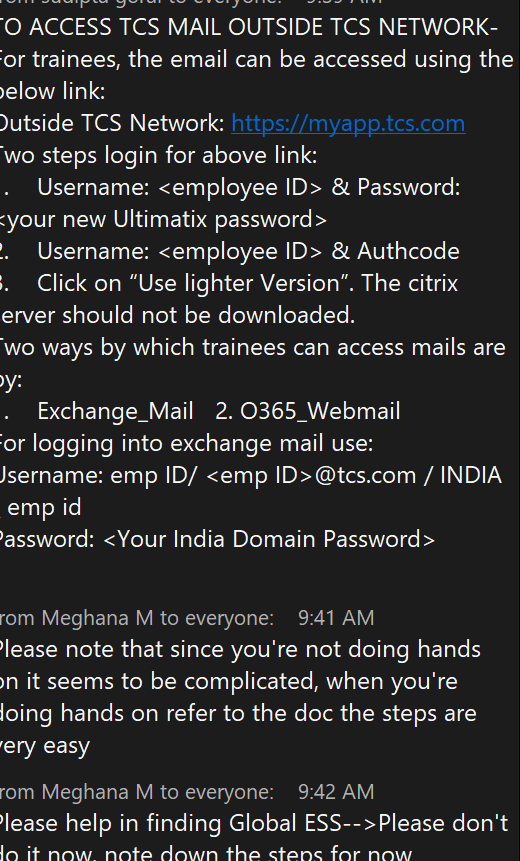 rom sudipta gorai to everyone: 9:39 AM
TO ACCESS TCS MAIL OUTSIDE TCS NETWORK-
For trainees, the email can be accessed using the
below link:
Outside TCS Network: https://myapp.tcs.com
Two steps login for above link:
. Username: <employee ID> & Password:
<your new Ultimatix password>
2. Username: <employee ID> & Authcode
3. Click on “Use lighter Version”. The citrix
server should not be downloaded.
Two ways by which trainees can access mails are
by:
. Exchange_Mail 2. O365_Webmail
For logging into exchange mail use:
Username: emp ID/ <emp ID>@tcs.com / INDIA
emp id
Password: <Your India Domain Password>
rom Meghana M to everyone: 9:41 AM
Please note that since you're not doing hands
on it seems to be complicated, when you're
doing hands on refer to the doc the steps are
very easy
rom Meghana M to everyone: 9:42 AM
Please help in finding Global ESS-->Please don't
do it now, note down the steps for now